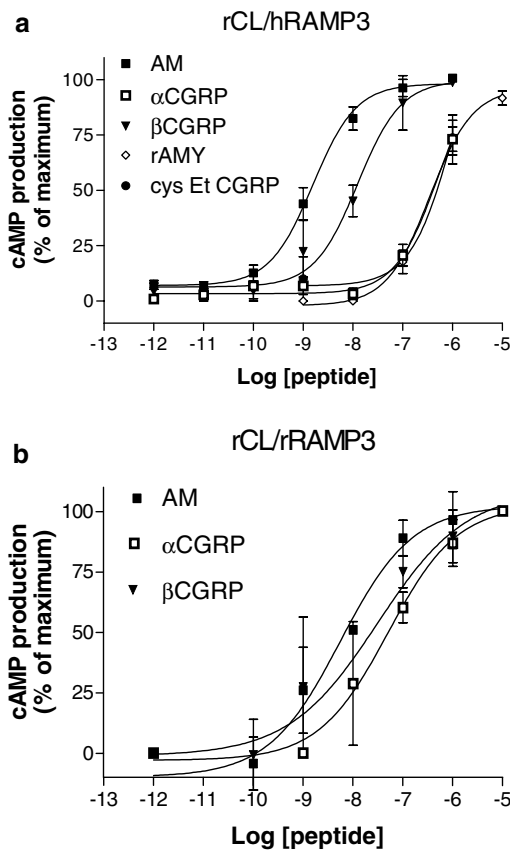 a
rCL/hRAMP3
AM
αCGRP
βCGRP
rAMY
cys Et CGRP
cAMP production
(% of maximum)
100
75
50
25
0
-13 -12 -11 -10 -9 -8 -7 -6 -5
Log [peptide]
b
rCL/rRAMP3
AM
αCGRP
βCGRP
cAMP production
(% of maximum)
100
75
50
25
0
-13 -12 -11 -10 -9 -8 -7 -6 -5
Log [peptide]